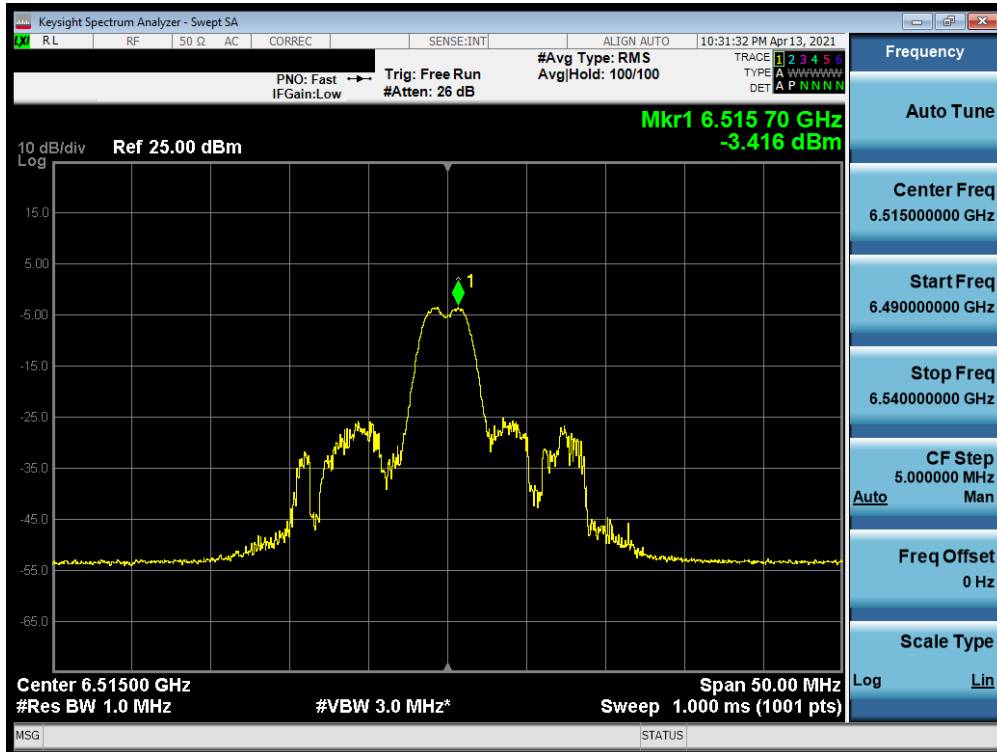 Keysight Spectrum Analyzer - Swept SA
LXI RL RF 50 Ω AC CORREC SENSE:INT ALIGN AUTO 10:31:32 PM Apr 13, 2021
Frequency
#Avg Type: RMS TRACE 1 2 3 4 5 6
PNO: Fast Trig: Free Run Avg|Hold: 100/100 TYPE A WWWWW
IFGain:Low #Atten: 26 dB DET A P N N N N
Mkr1 6.515 70 GHz
-3.416 dBm
10 dB/div Ref 25.00 dBm
Log
15.0
5.00
-5.00
-15.0
-25.0
-35.0
-45.0
-55.0
-65.0
1
Center 6.51500 GHz Span 50.00 MHz
#Res BW 1.0 MHz #VBW 3.0 MHz* Sweep 1.000 ms (1001 pts)
MSG STATUS
Auto Tune
Center Freq
6.515000000 GHz
Start Freq
6.490000000 GHz
Stop Freq
6.540000000 GHz
CF Step
5.000000 MHz
Auto Man
Freq Offset
0 Hz
Scale Type
Log Lin